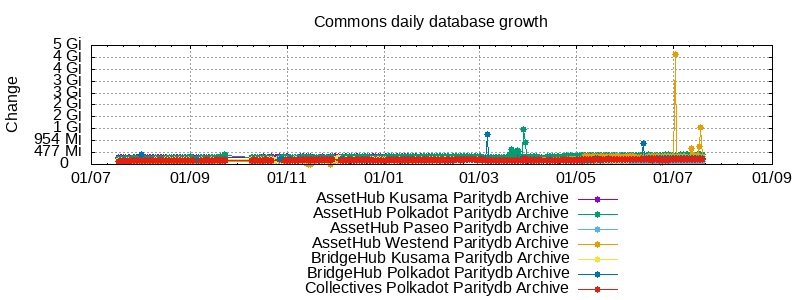 Commons daily database growth
5 Gi
4 Gi
4 Gi
3 Gi
2 Gi
2 Gi
1 Gi
1 Gi
954 Mi
477 Mi
0
Change
01/07 01/09 01/11 01/01 01/03 01/05 01/07 01/09
AssetHub Kusama Paritydb Archive
AssetHub Polkadot Paritydb Archive
AssetHub Paseo Paritydb Archive
AssetHub Westend Paritydb Archive
BridgeHub Kusama Paritydb Archive
BridgeHub Polkadot Paritydb Archive
Collectives Polkadot Paritydb Archive